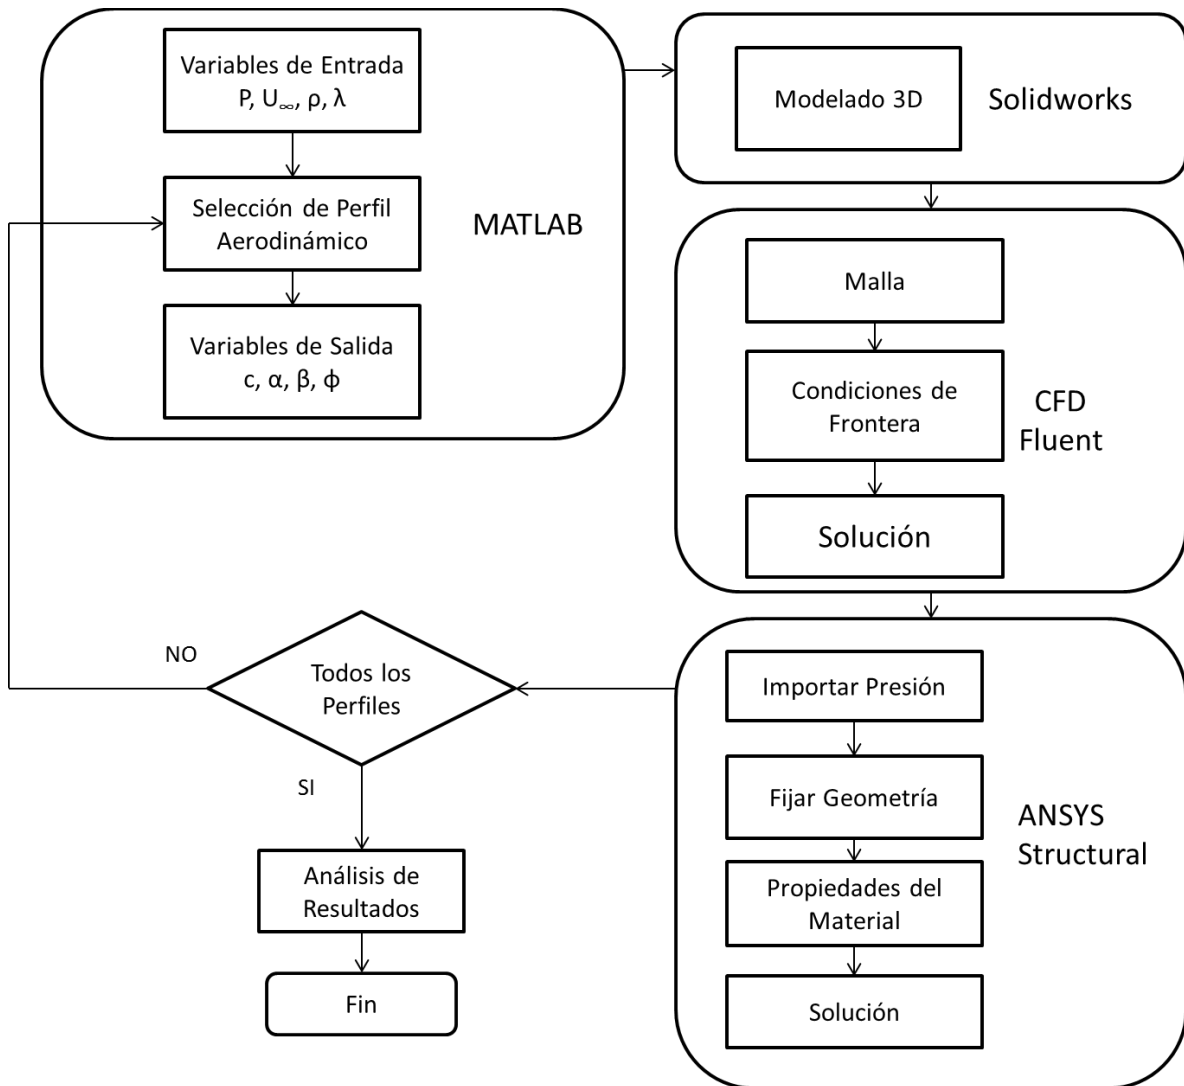 Variables de Entrada
P, U∞, ρ, λ
Selección de Perfil
Aerodinámico
Variables de Salida
c, α, β, ϕ
MATLAB
Modelado 3D
Solidworks
Malla
Condiciones de
Frontera
Solución
CFD
Fluent
Importar Presión
Fijar Geometría
Propiedades del
Material
Solución
ANSYS
Structural
NO
Todos los
Perfiles
SI
Análisis de
Resultados
Fin